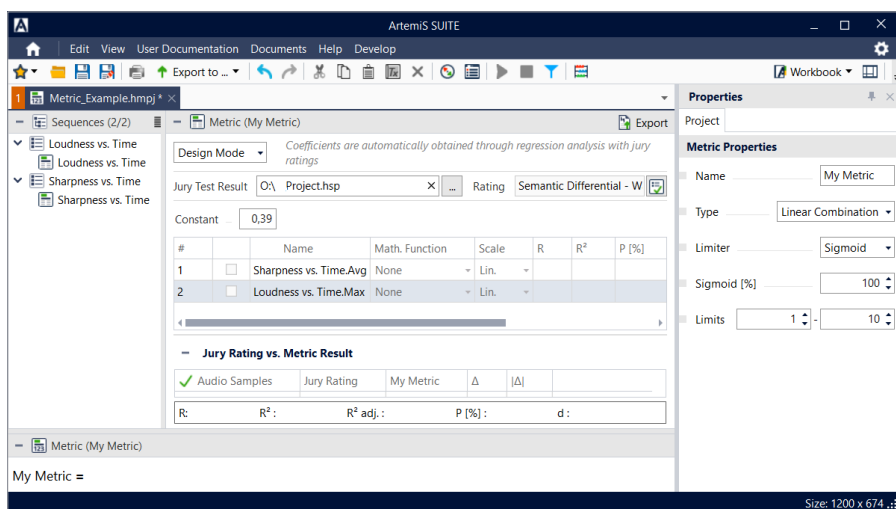 ArtemiS SUITE
Edit View User Documentation Documents Help Develop
Export to ... Workbook
1 Metric_Example.hmpj *
Sequences (2/2)
Loudness vs. Time
Loudness vs. Time
Sharpness vs. Time
Sharpness vs. Time
Metric (My Metric) Export
Design Mode Coefficients are automatically obtained through regression analysis with jury
ratings
Jury Test Result O:\ Project.hsp ... Rating Semantic Differential - W
Constant 0,39
# Name Math. Function Scale R R² P [%]
1 Sharpness vs. Time.Avg None Lin.
2 Loudness vs. Time.Max None Lin.
Jury Rating vs. Metric Result
Audio Samples Jury Rating My Metric Δ |Δ|
R: R² : R² adj. : P [%] : d :
Metric (My Metric)
My Metric =
Properties
Project
Metric Properties
Name My Metric
Type Linear Combination
Limiter Sigmoid
Sigmoid [%] 100
Limits 1 - 10
Size: 1200 x 674